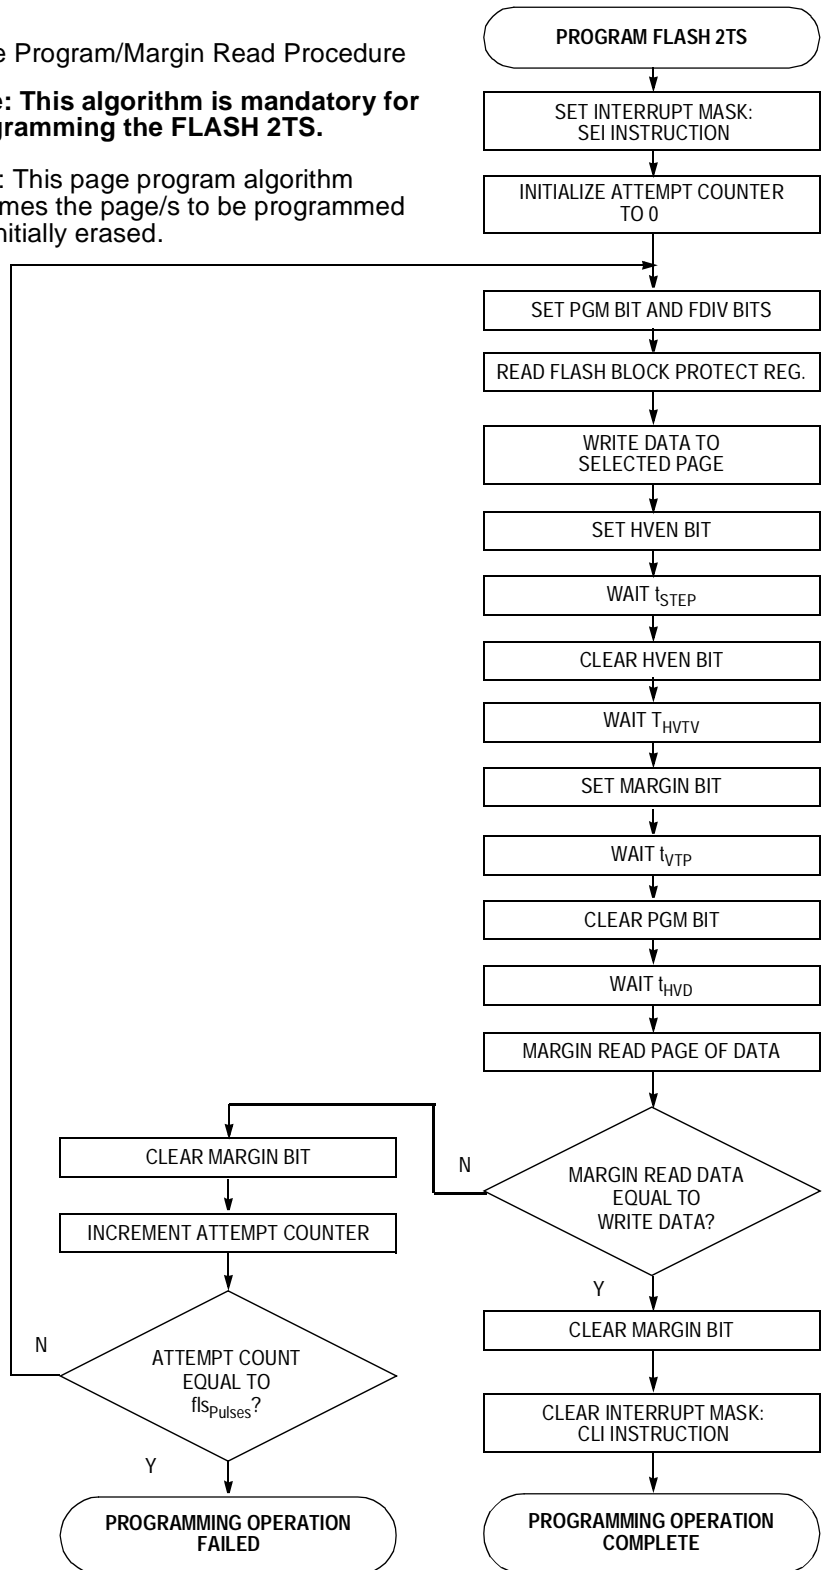 PROGRAM FLASH 2TS
e Program/Margin Read Procedure
e: This algorithm is mandatory for
gramming the FLASH 2TS.
: This page program algorithm
mes the page/s to be programmed
nitially erased.
SET INTERRUPT MASK:
SEI INSTRUCTION
INITIALIZE ATTEMPT COUNTER
TO 0
SET PGM BIT AND FDIV BITS
READ FLASH BLOCK PROTECT REG.
WRITE DATA TO
SELECTED PAGE
SET HVEN BIT
WAIT tSTEP
CLEAR HVEN BIT
WAIT THVTV
SET MARGIN BIT
WAIT tVTP
CLEAR PGM BIT
WAIT tHVD
MARGIN READ PAGE OF DATA
MARGIN READ DATA
EQUAL TO
WRITE DATA?
N
CLEAR MARGIN BIT
INCREMENT ATTEMPT COUNTER
N
ATTEMPT COUNT
EQUAL TO
flsPulses?
Y
PROGRAMMING OPERATION
FAILED
Y
CLEAR MARGIN BIT
CLEAR INTERRUPT MASK:
CLI INSTRUCTION
PROGRAMMING OPERATION
COMPLETE